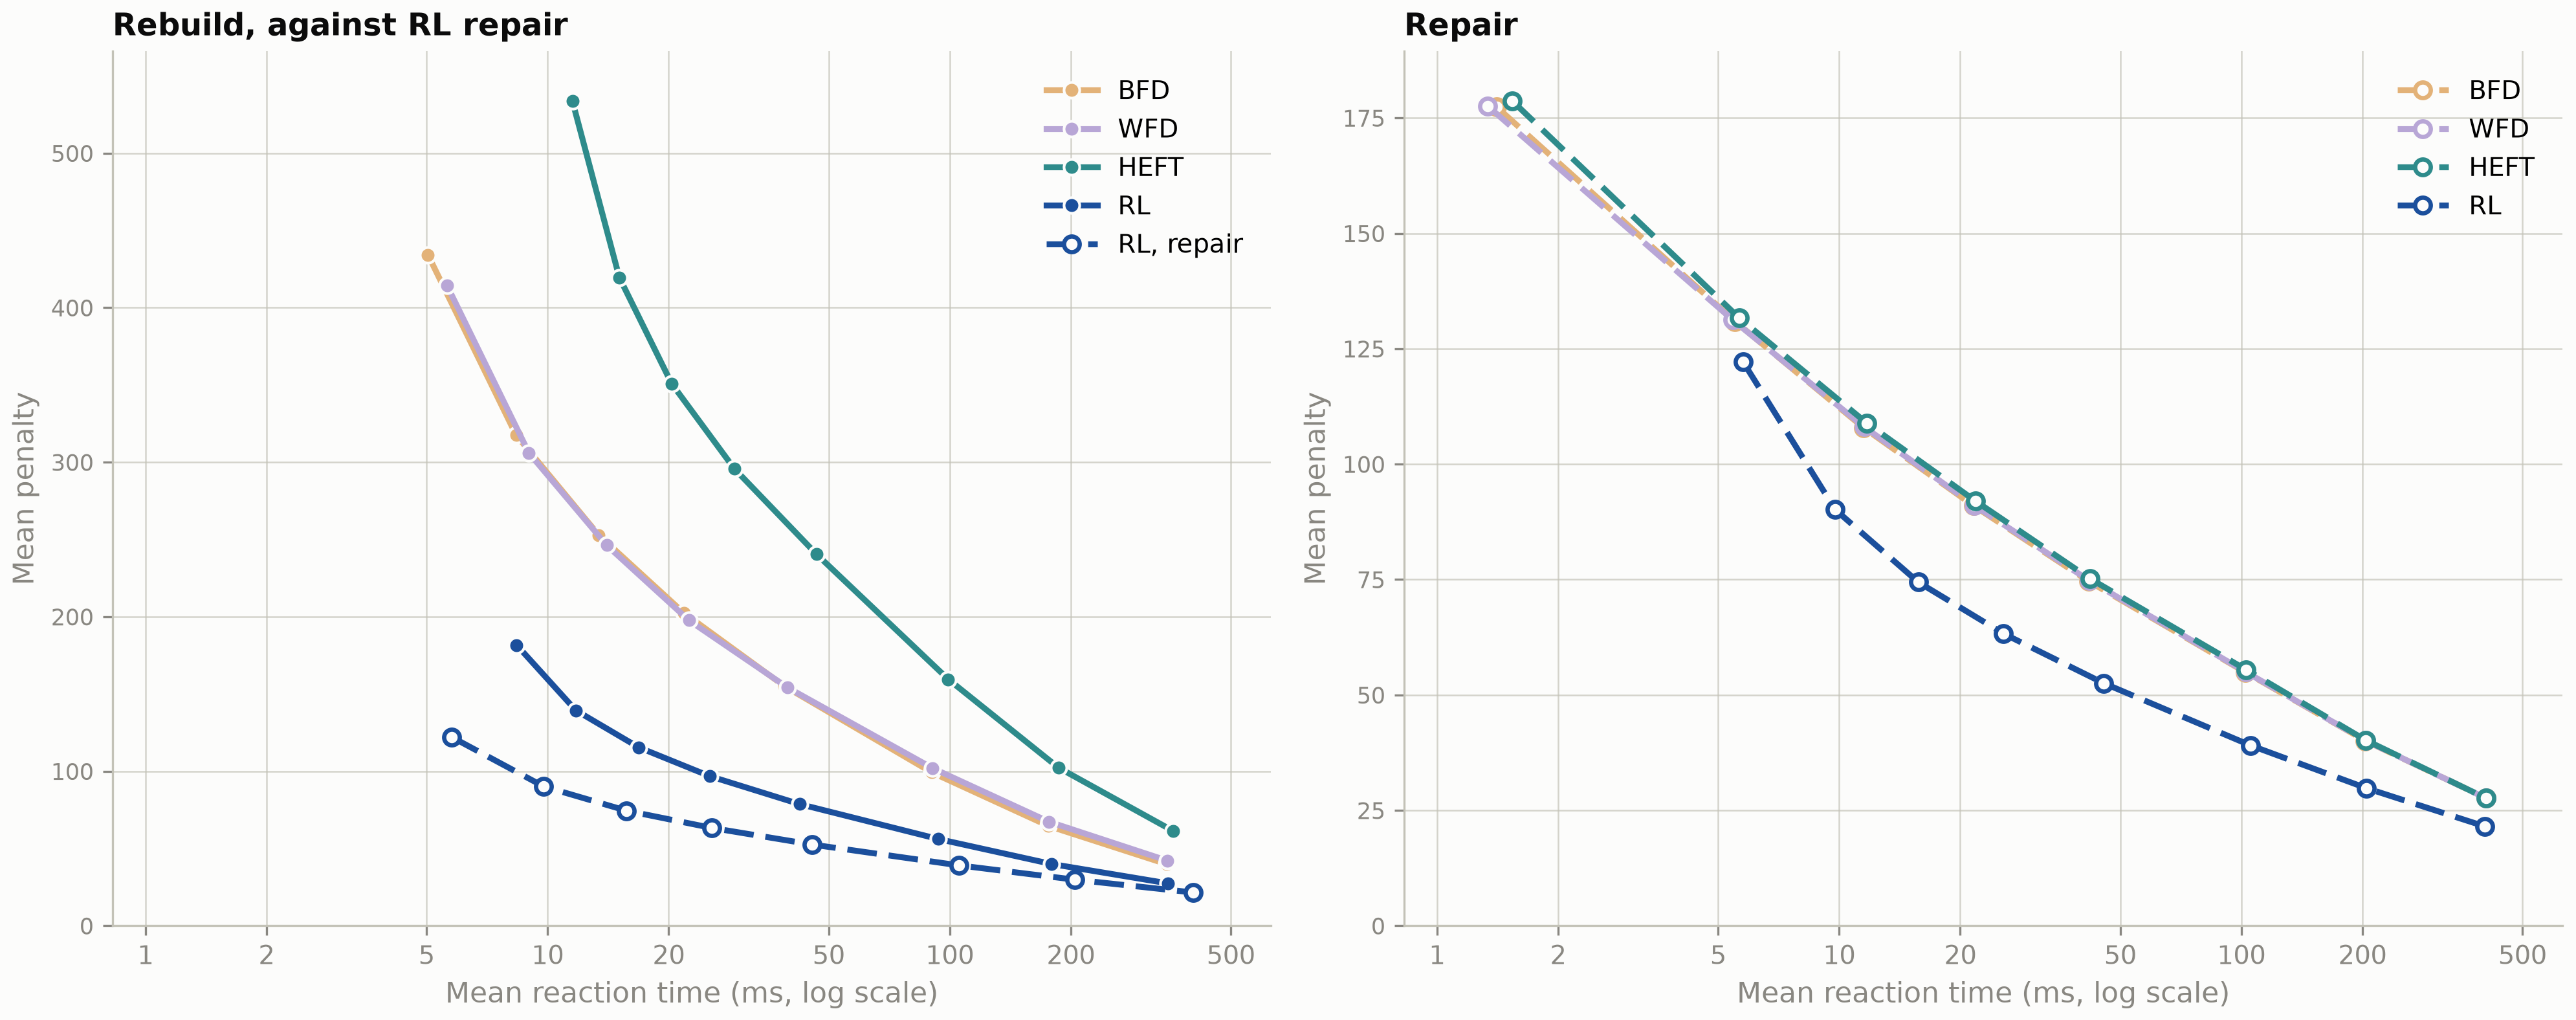 Rebuild, against RL repair
BFD
WFD
HEFT
RL
RL, repair
Mean penalty
500
400
300
200
100
0
1 2 5 10 20 50 100 200 500
Mean reaction time (ms, log scale)
Repair
BFD
WFD
HEFT
RL
Mean penalty
175
150
125
100
75
50
25
0
1 2 5 10 20 50 100 200 500
Mean reaction time (ms, log scale)